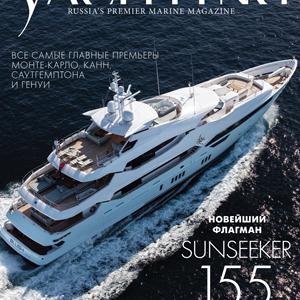 RUSSIA'S PREMIER MARINE MAGAZINE
ВСЕ САМЫЕ ГЛАВНЫЕ ПРЕМЬЕРЫ
МОНТЕ-КАРЛО, КАНН,
САУТГЕМПТОНА
И ГЕНУИ
НОВЕЙШИЙ
ФЛАГМАН
SUNSEEKER
155